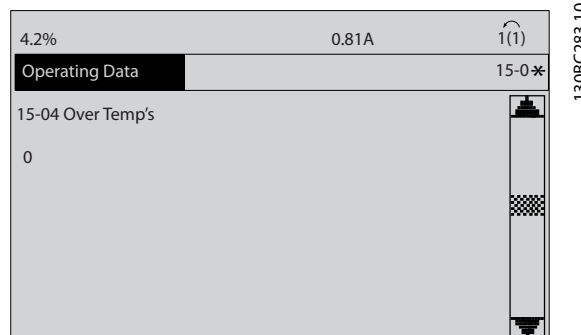 4.2% 0.81A 1(1)
Operating Data 15-0*
15-04 Over Temp's
0
130BC283.10